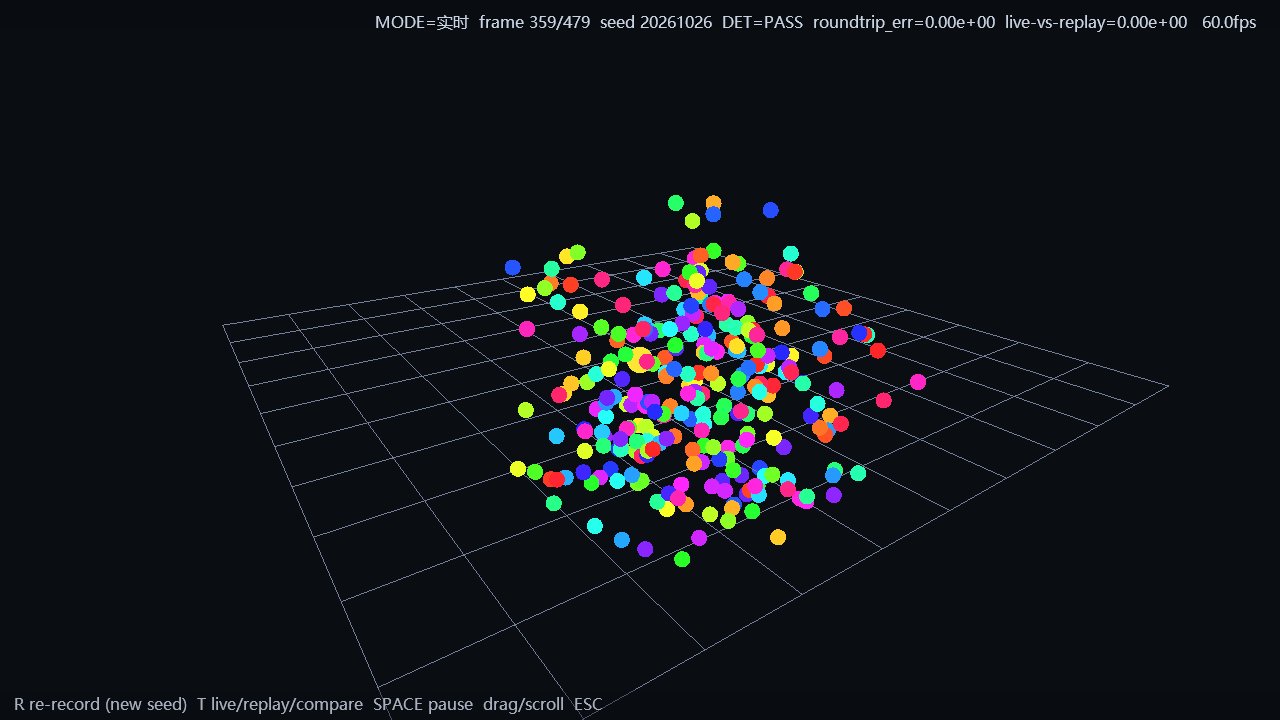 MODE=实时 frame 359/479 seed 20261026 DET=PASS roundtrip_err=0.00e+00 live-vs-replay=0.00e+00 60.0fps
R re-record (new seed) T live/replay/compare SPACE pause drag/scroll ESC